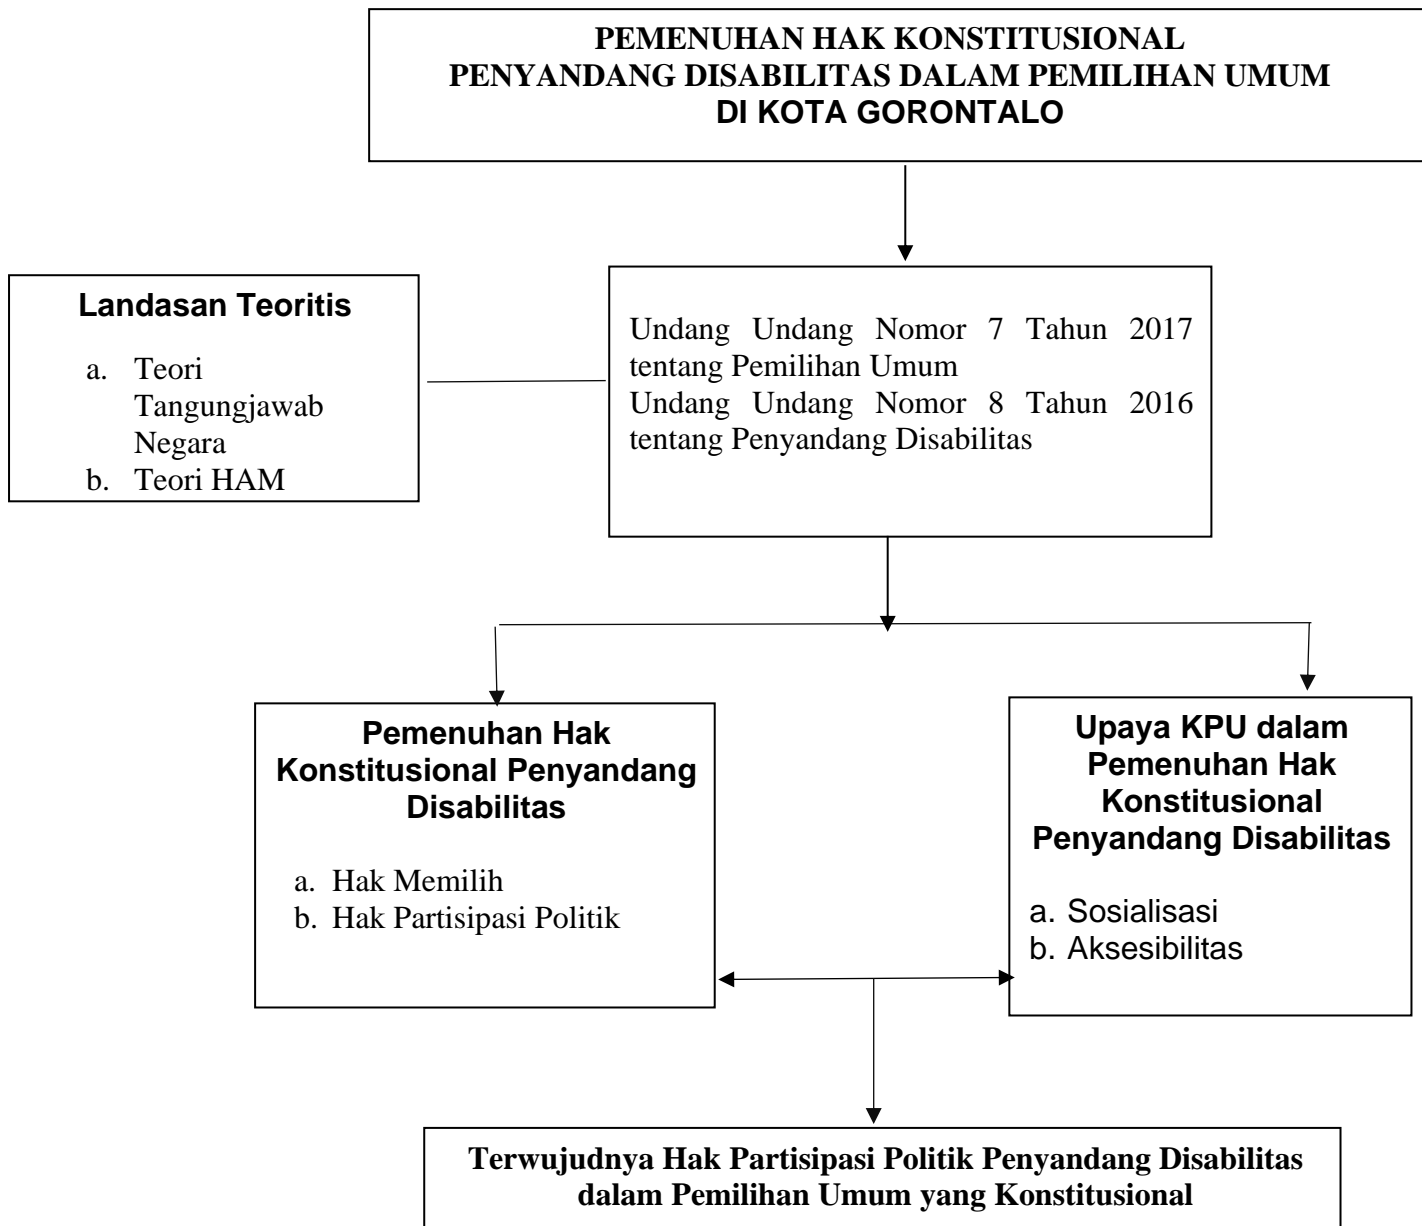 PEMENUHAN HAK KONSTITUSIONAL
PENYANDANG DISABILITAS DALAM PEMILIHAN UMUM
DI KOTA GORONTALO
Landasan Teoritis
a. Teori
Tangungjawab
Negara
b. Teori HAM
Undang Undang Nomor 7 Tahun 2017
tentang Pemilihan Umum
Undang Undang Nomor 8 Tahun 2016
tentang Penyandang Disabilitas
Pemenuhan Hak
Konstitusional Penyandang
Disabilitas
a. Hak Memilih
b. Hak Partisipasi Politik
Upaya KPU dalam
Pemenuhan Hak
Konstitusional
Penyandang Disabilitas
a. Sosialisasi
b. Aksesibilitas
Terwujudnya Hak Partisipasi Politik Penyandang Disabilitas
dalam Pemilihan Umum yang Konstitusional